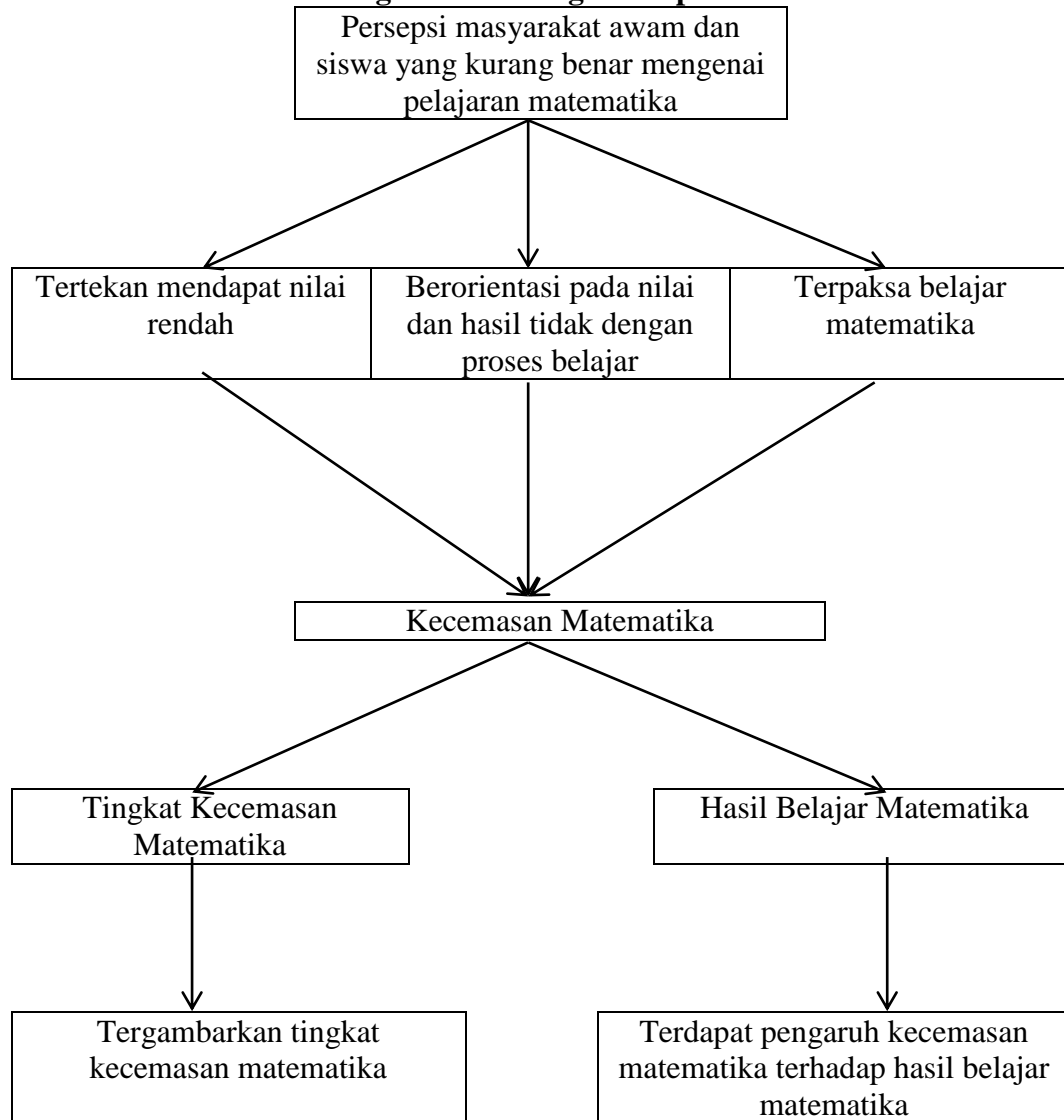 Persepsi masyarakat awam dan
siswa yang kurang benar mengenai
pelajaran matematika
Tertekan mendapat nilai
rendah
Berorientasi pada nilai
dan hasil tidak dengan
proses belajar
Terpaksa belajar
matematika
Kecemasan Matematika
Tingkat Kecemasan
Matematika
Hasil Belajar Matematika
Tergambarkan tingkat
kecemasan matematika
Terdapat pengaruh kecemasan
matematika terhadap hasil belajar
matematika